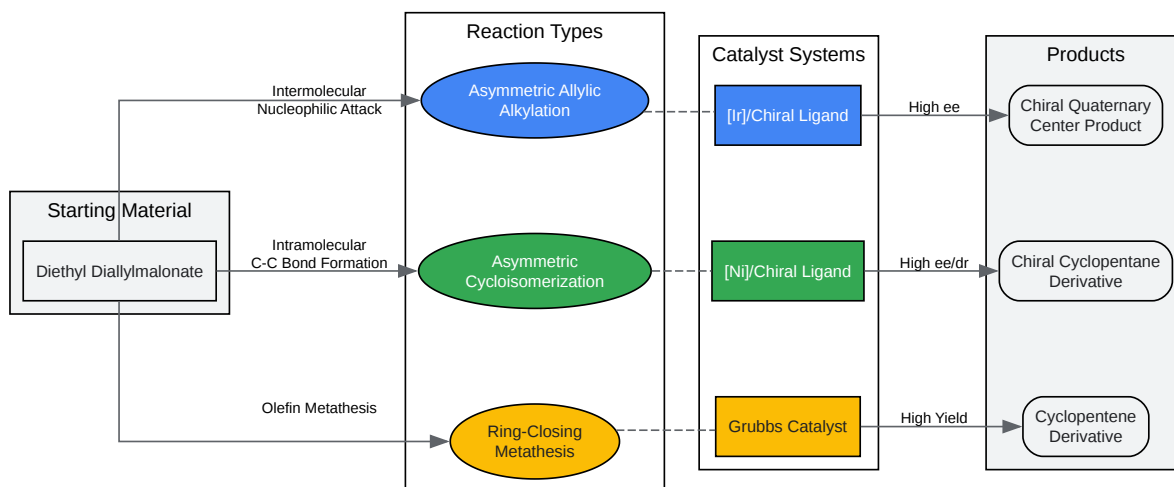 Reaction Types
Catalyst Systems
Products
Intermolecular
Nucleophilic Attack
Asymmetric Allylic
Alkylation
[Ir]/Chiral Ligand
High ee
Chiral Quaternary
Center Product
Starting Material
Diethyl Diallylmalonate
Intramolecular
C-C Bond Formation
Asymmetric
Cycloisomerization
[Ni]/Chiral Ligand
High ee/dr
Chiral Cyclopentane
Derivative
Olefin Metathesis
Ring-Closing
Metathesis
Grubbs Catalyst
High Yield
Cyclopentene
Derivative